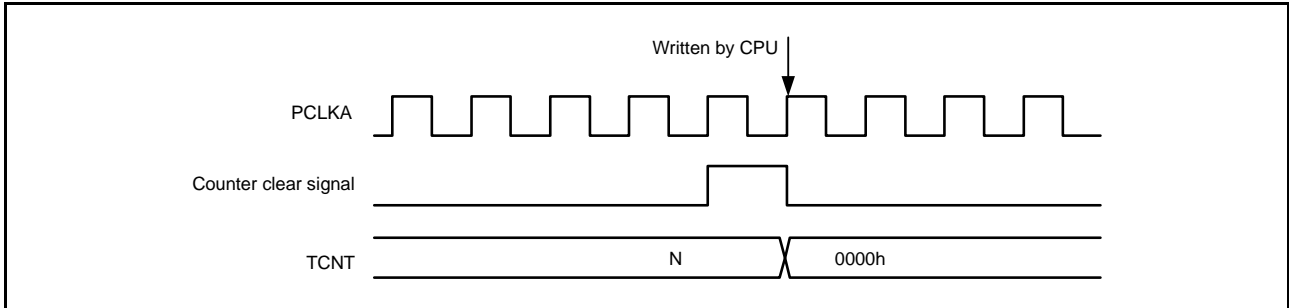 Written by CPU
PCLKA
Counter clear signal
TCNT N 0000h